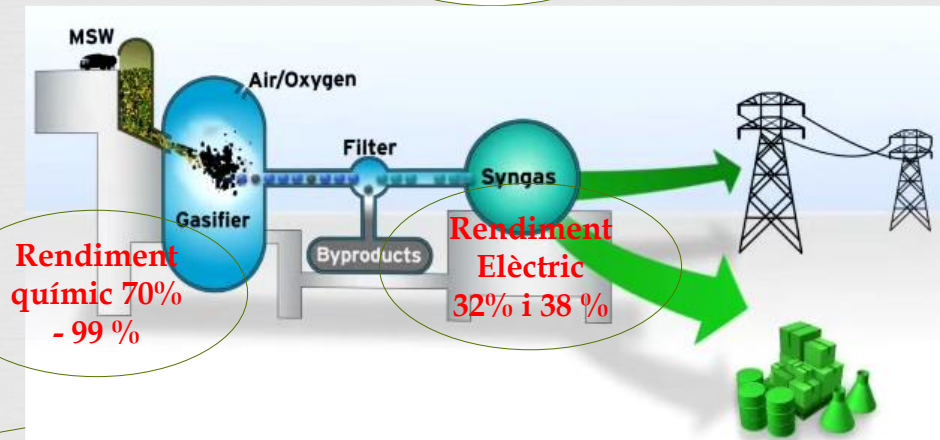 MSW
Air/Oxygen
Filter
Syngas
Gasifier
Byproducts
Rendiment
químic 70%
- 99 %
Rendiment
Elèctric
32% i 38 %